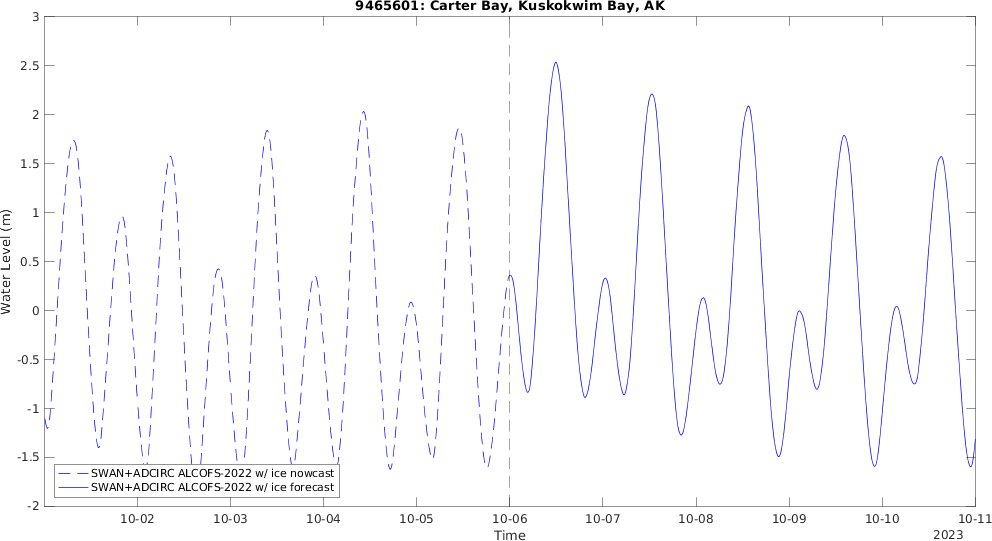 9465601: Carter Bay, Kuskokwim Bay, AK
Water Level (m)
3
2.5
2
1.5
1
0.5
0
-0.5
-1
-1.5
-2
SWAN+ADCIRC ALCOFS-2022 w/ ice nowcast
SWAN+ADCIRC ALCOFS-2022 w/ ice forecast
10-02 10-03 10-04 10-05 10-06 10-07 10-08 10-09 10-10 10-11
Time
2023